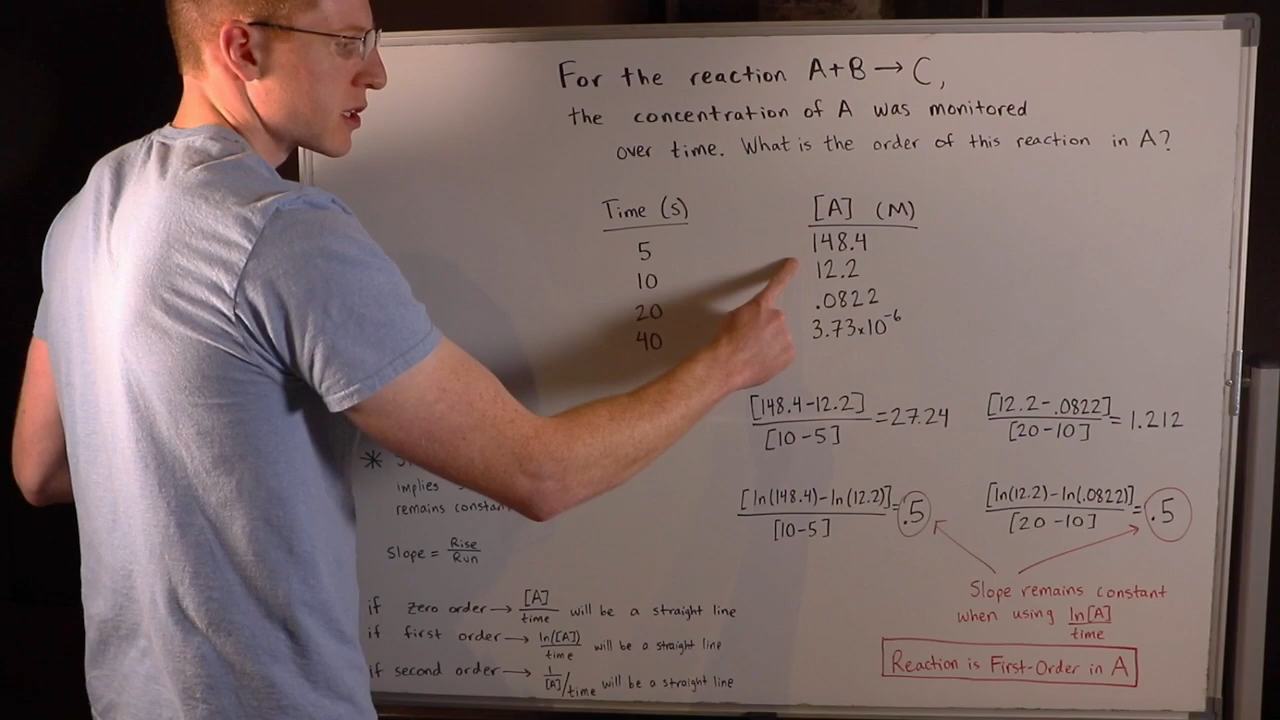 For the reaction A+B → C,
the concentration of A was monitored
over time. What is the order of this reaction in A?
Time (s) [A] (M)
5 148.4
10 12.2
20 .0822
40 3.73x10⁻⁶
[148.4-12.2] / [10-5] = 27.24
[12.2-.0822] / [20-10] = 1.212
[ln(148.4)-ln(12.2)] / [10-5] = .5
[ln(12.2)-ln(.0822)] / [20-10] = .5
*
implies
remains constant
Slope = Rise / Run
if zero order → [A] / time will be a straight line
if first order → ln([A]) / time will be a straight line
if second order → 1/[A] / time will be a straight line
Slope remains constant
when using ln[A] / time
Reaction is First-Order in A